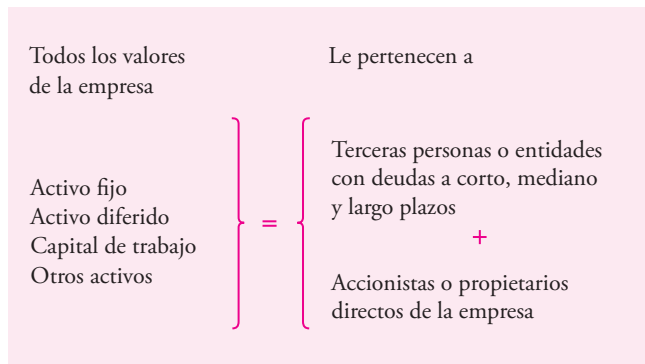 Todos los valores
de la empresa
Le pertenecen a
Activo fijo
Activo diferido
Capital de trabajo
Otros activos
=
Terceras personas o entidades
con deudas a corto, mediano
y largo plazos
+
Accionistas o propietarios
directos de la empresa